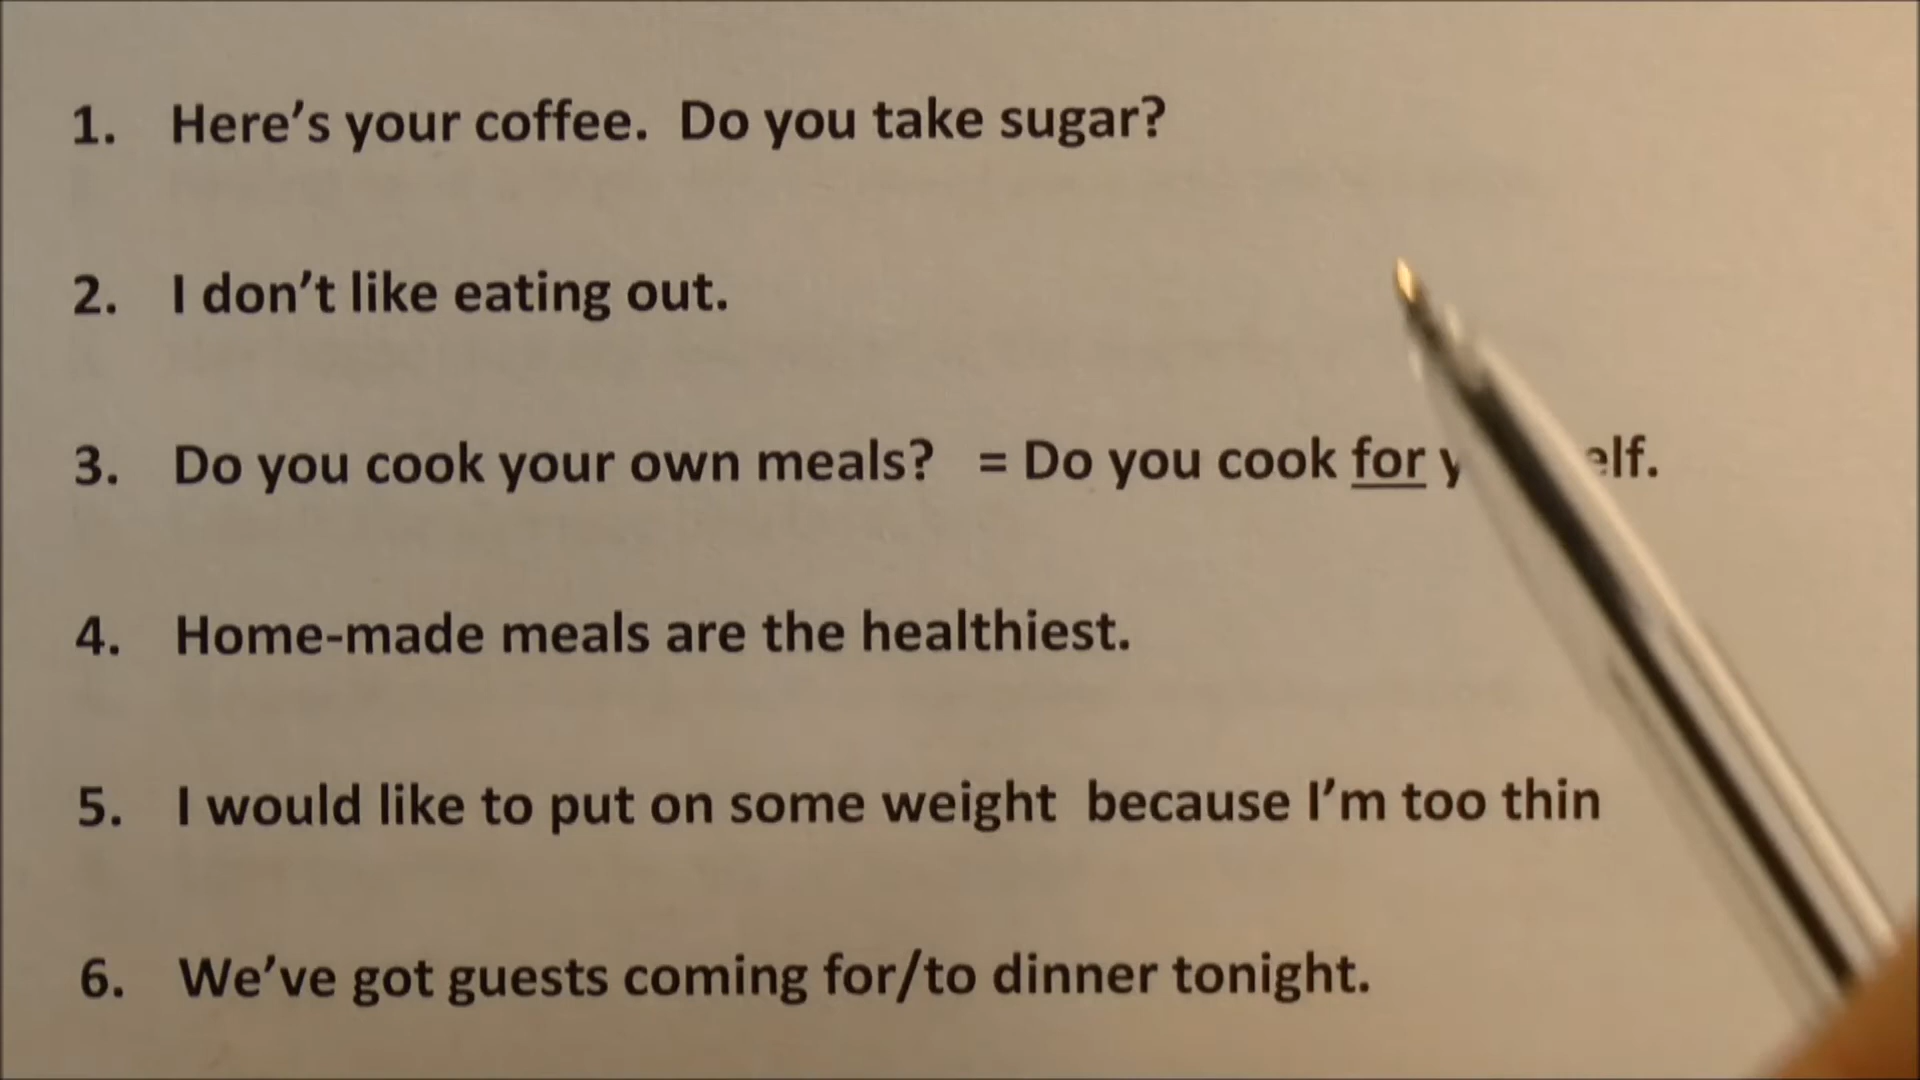 1. Here's your coffee. Do you take sugar?
2. I don't like eating out.
3. Do you cook your own meals? = Do you cook for
4. Home-made meals are the healthiest.
5. I would like to put on some weight because I'm too thin
6. We've got guests coming for/to dinner tonight.